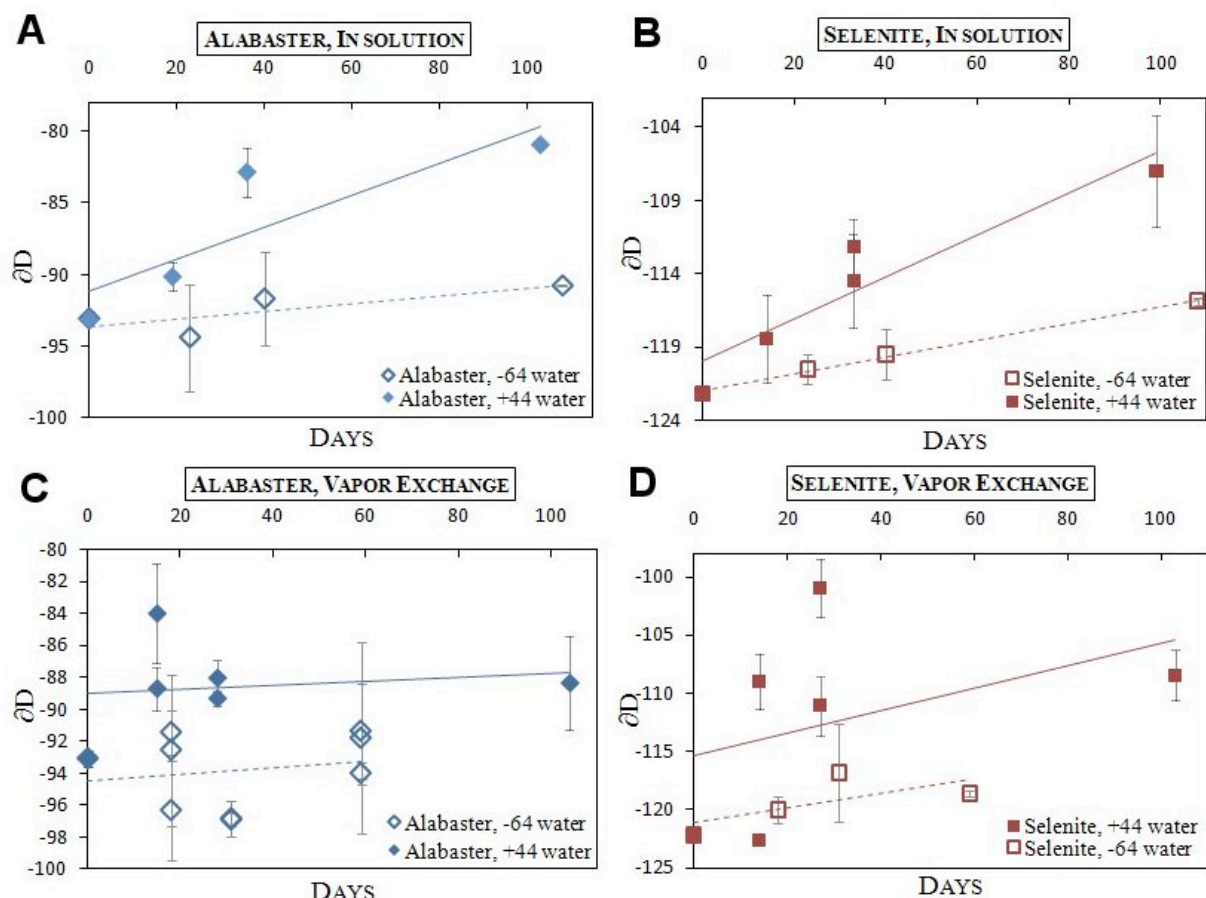 A
ALABASTER, IN SOLUTION
0 20 40 60 80 100
-80
-85
-90
-95
-100
∂D
Alabaster, -64 water
Alabaster, +44 water
DAYS
B
SELENITE, IN SOLUTION
0 20 40 60 80 100
-104
-109
-114
-119
-124
∂D
Selenite, -64 water
Selenite, +44 water
DAYS
C
ALABASTER, VAPOR EXCHANGE
0 20 40 60 80 100
-80
-82
-84
-86
-88
-90
-92
-94
-96
-98
-100
∂D
Alabaster, -64 water
Alabaster, +44 water
DAYS
D
SELENITE, VAPOR EXCHANGE
0 20 40 60 80 100
-100
-105
-110
-115
-120
-125
∂D
Selenite, +44 water
Selenite, -64 water
DAYS